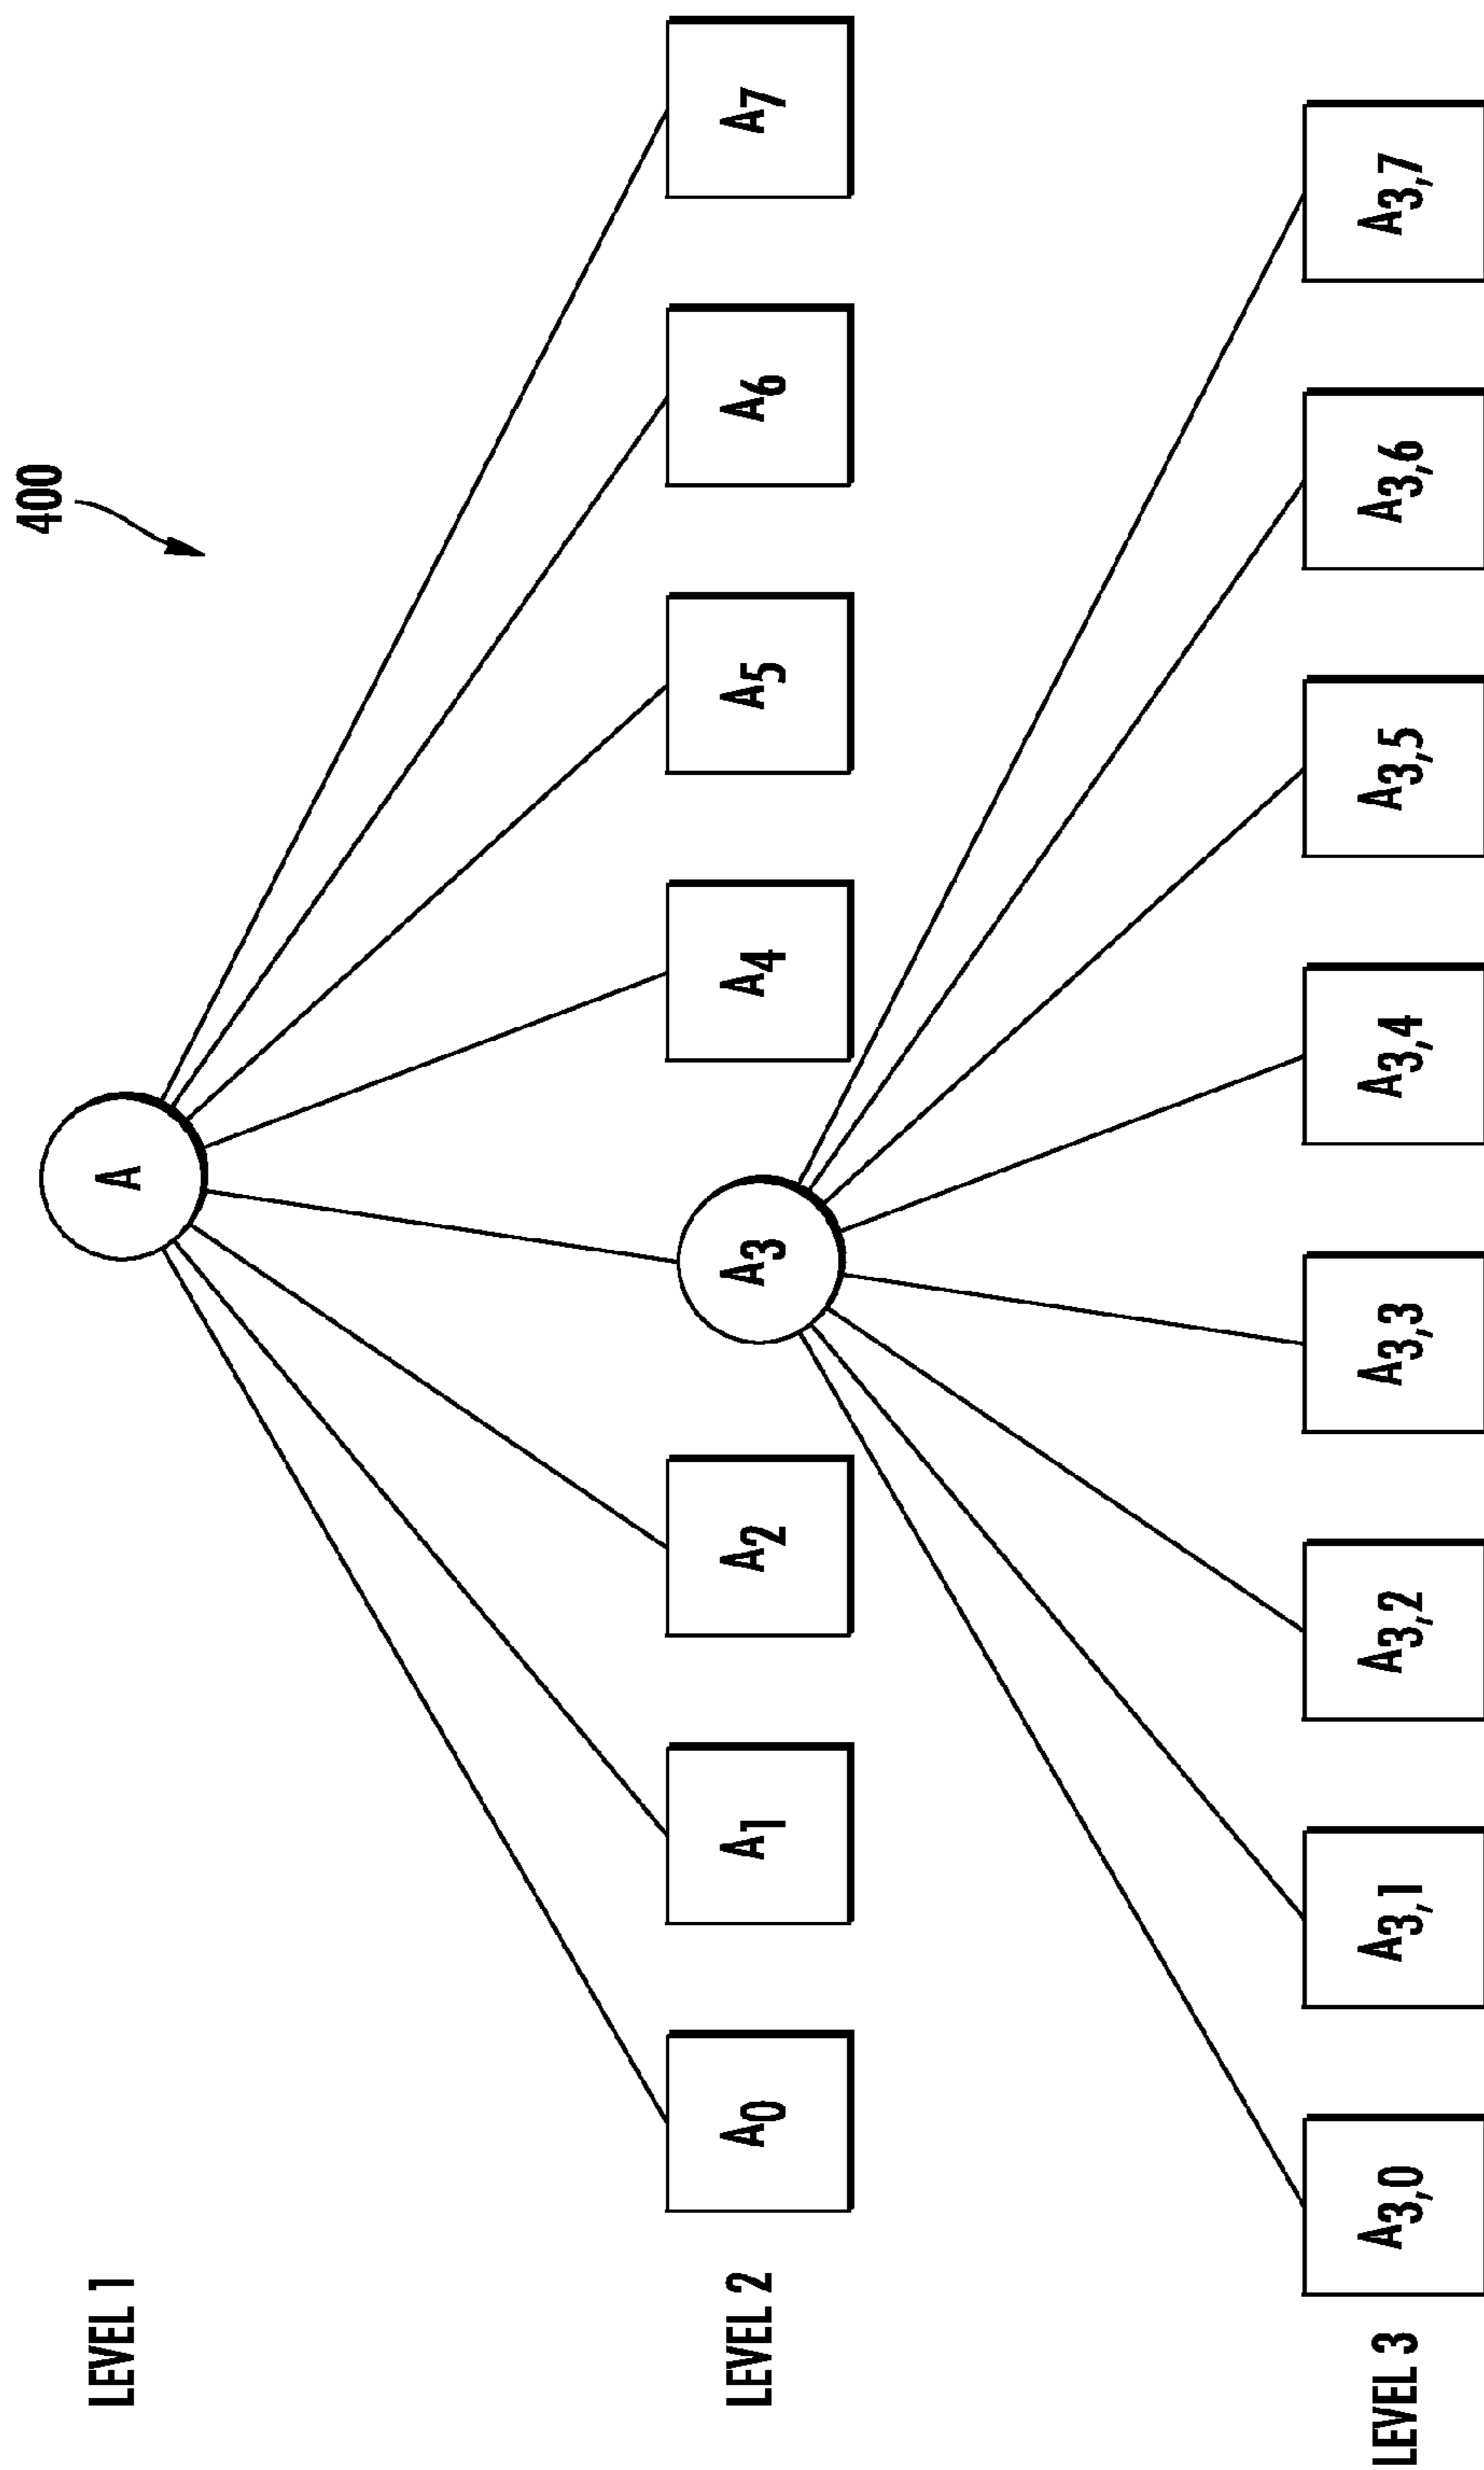 400
LEVEL 1
A
LEVEL 2
A0
A1
A2
A3
A4
A5
A6
A7
LEVEL 3
A3,0
A3,1
A3,2
A3,3
A3,4
A3,5
A3,6
A3,7